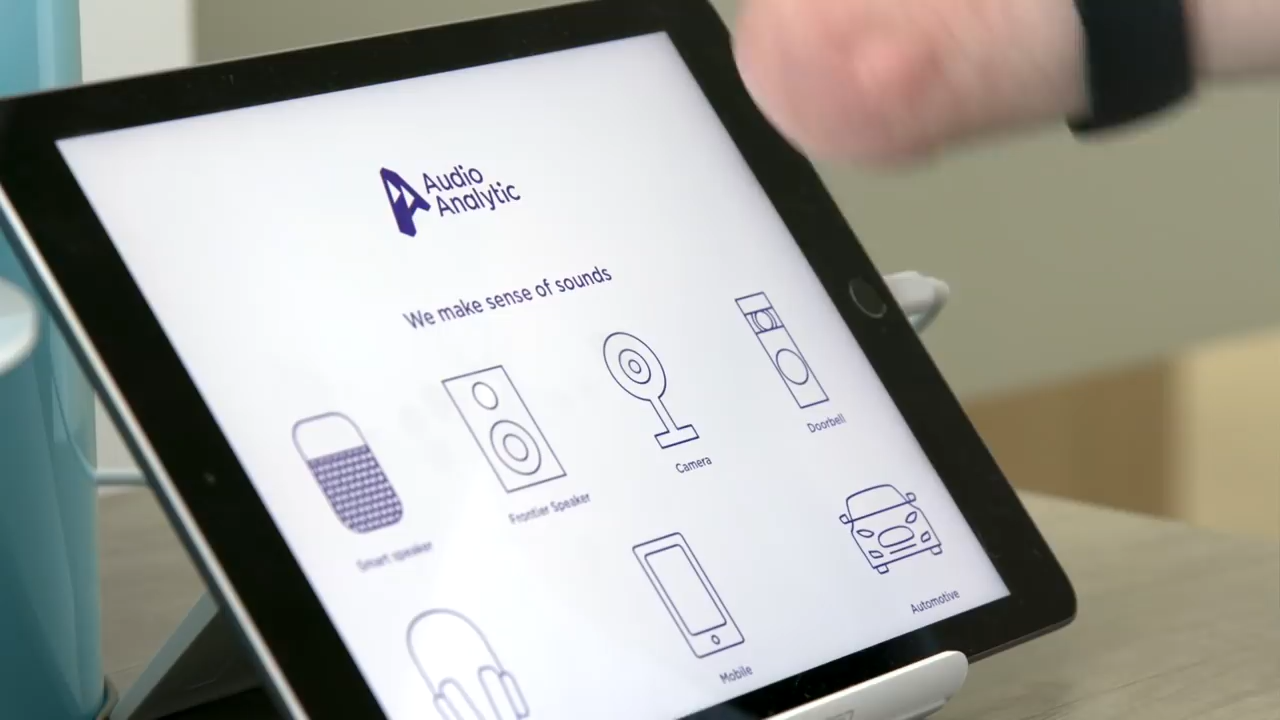 Audio
Analytic
We make sense of sounds
Doorbell
Camera
Frontier Speaker
Smart speaker
Automotive
Mobile